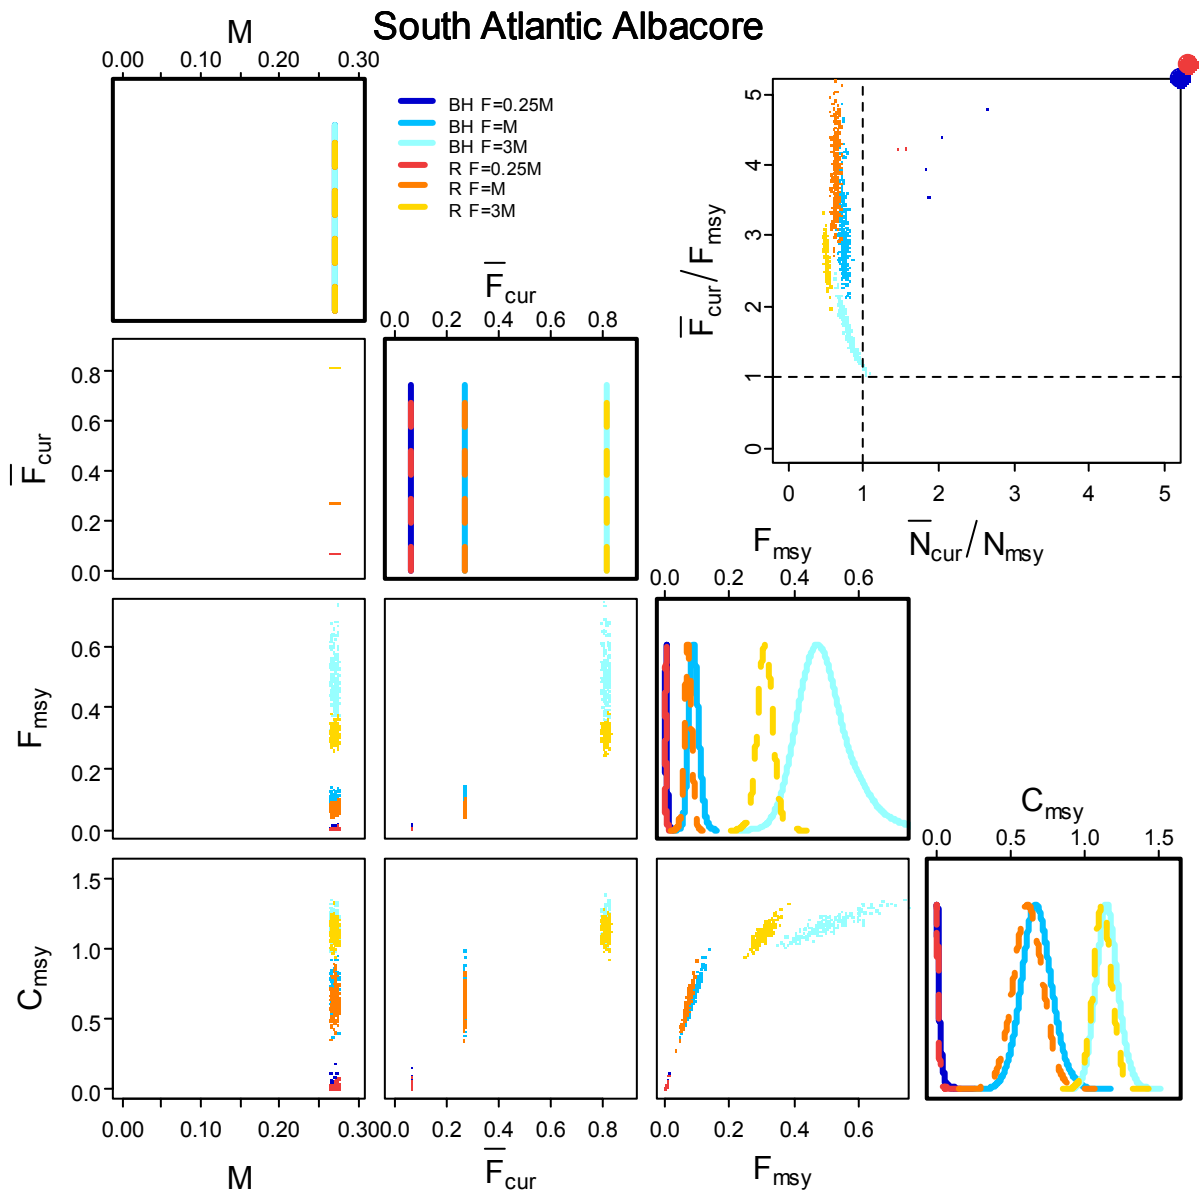 South Atlantic Albacore
M
0.00 0.10 0.20 0.30
BH F=0.25M
BH F=M
BH F=3M
R F=0.25M
R F=M
R F=3M
F̅cur
0.0 0.2 0.4 0.6 0.8
F̅cur/Fmsy
5
4
3
2
1
0
0 1 2 3 4 5
N̅cur/Nmsy
F̅cur
0.8
0.6
0.4
0.2
0.0
Fmsy
0.0 0.2 0.4 0.6
Fmsy
0.6
0.4
0.2
0.0
Cmsy
0.0 0.5 1.0 1.5
Cmsy
1.5
1.0
0.5
0.0
0.00 0.10 0.20 0.30
M
0.0 0.2 0.4 0.6 0.8
F̅cur
0.0 0.2 0.4 0.6
Fmsy